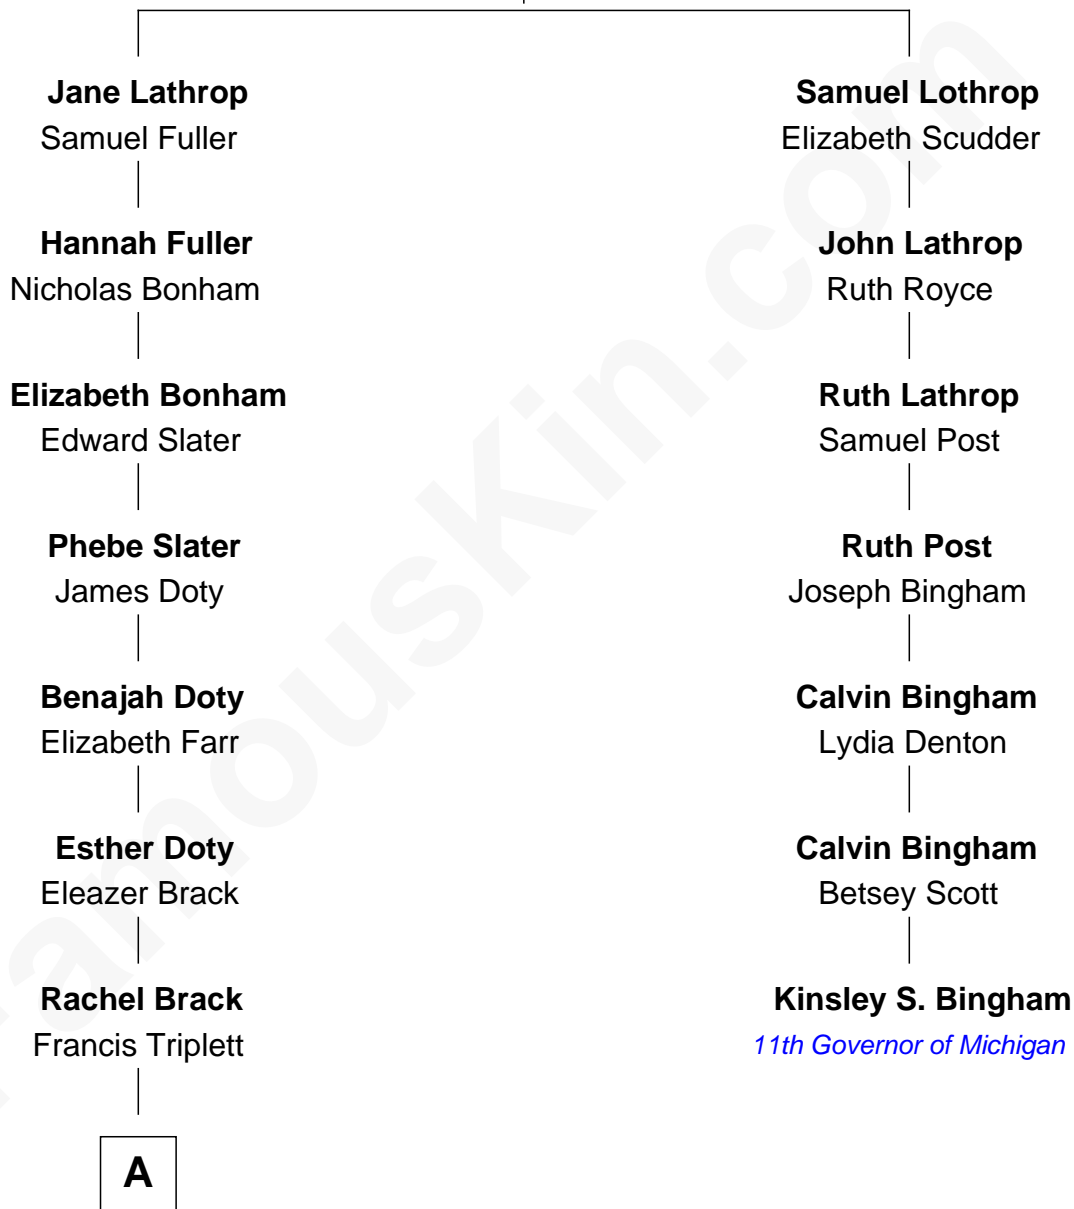 Jane Lathrop
Samuel Fuller
Hannah Fuller
Nicholas Bonham
Elizabeth Bonham
Edward Slater
Phebe Slater
James Doty
Benajah Doty
Elizabeth Farr
Esther Doty
Eleazer Brack
Rachel Brack
Francis Triplett
A
Samuel Lothrop
Elizabeth Scudder
John Lathrop
Ruth Royce
Ruth Lathrop
Samuel Post
Ruth Post
Joseph Bingham
Calvin Bingham
Lydia Denton
Calvin Bingham
Betsey Scott
Kinsley S. Bingham
11th Governor of Michigan
FamousKin.com